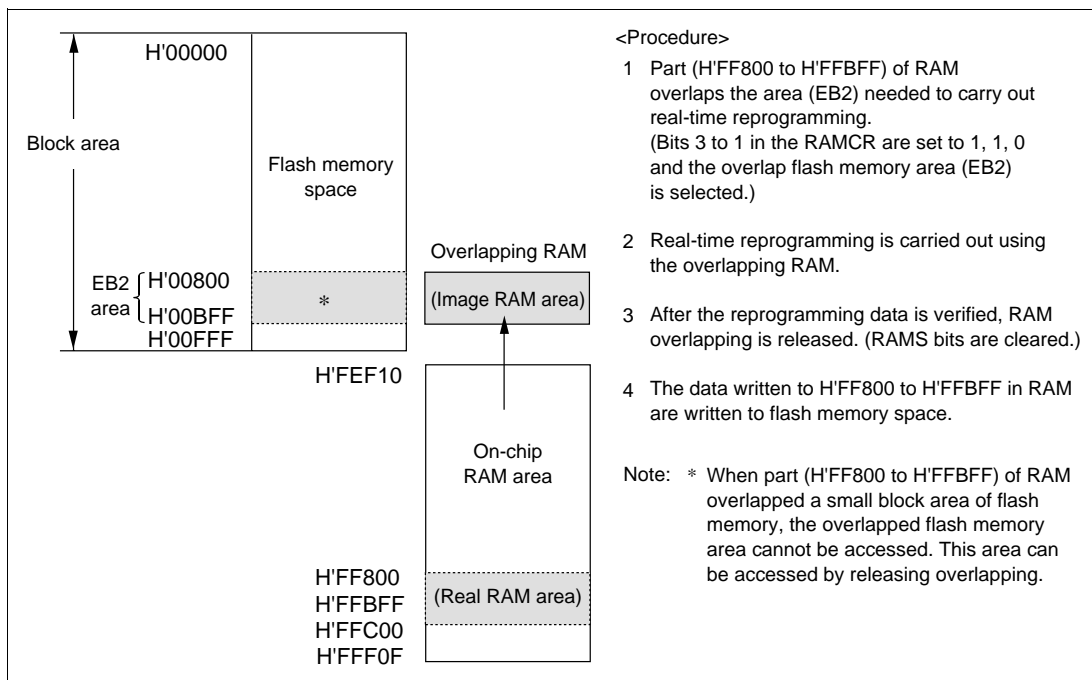 H'00000
Block area
Flash memory
space
EB2
area
H'00800
*
H'00BFF
H'00FFF
Overlapping RAM
(Image RAM area)
H'FEF10
On-chip
RAM area
H'FF800
H'FFBFF
(Real RAM area)
H'FFC00
H'FFF0F
<Procedure>
1 Part (H'FF800 to H'FFBFF) of RAM
overlaps the area (EB2) needed to carry out
real-time reprogramming.
(Bits 3 to 1 in the RAMCR are set to 1, 1, 0
and the overlap flash memory area (EB2)
is selected.)
2 Real-time reprogramming is carried out using
the overlapping RAM.
3 After the reprogramming data is verified, RAM
overlapping is released. (RAMS bits are cleared.)
4 The data written to H'FF800 to H'FFBFF in RAM
are written to flash memory space.
Note: * When part (H'FF800 to H'FFBFF) of RAM
overlapped a small block area of flash
memory, the overlapped flash memory
area cannot be accessed. This area can
be accessed by releasing overlapping.